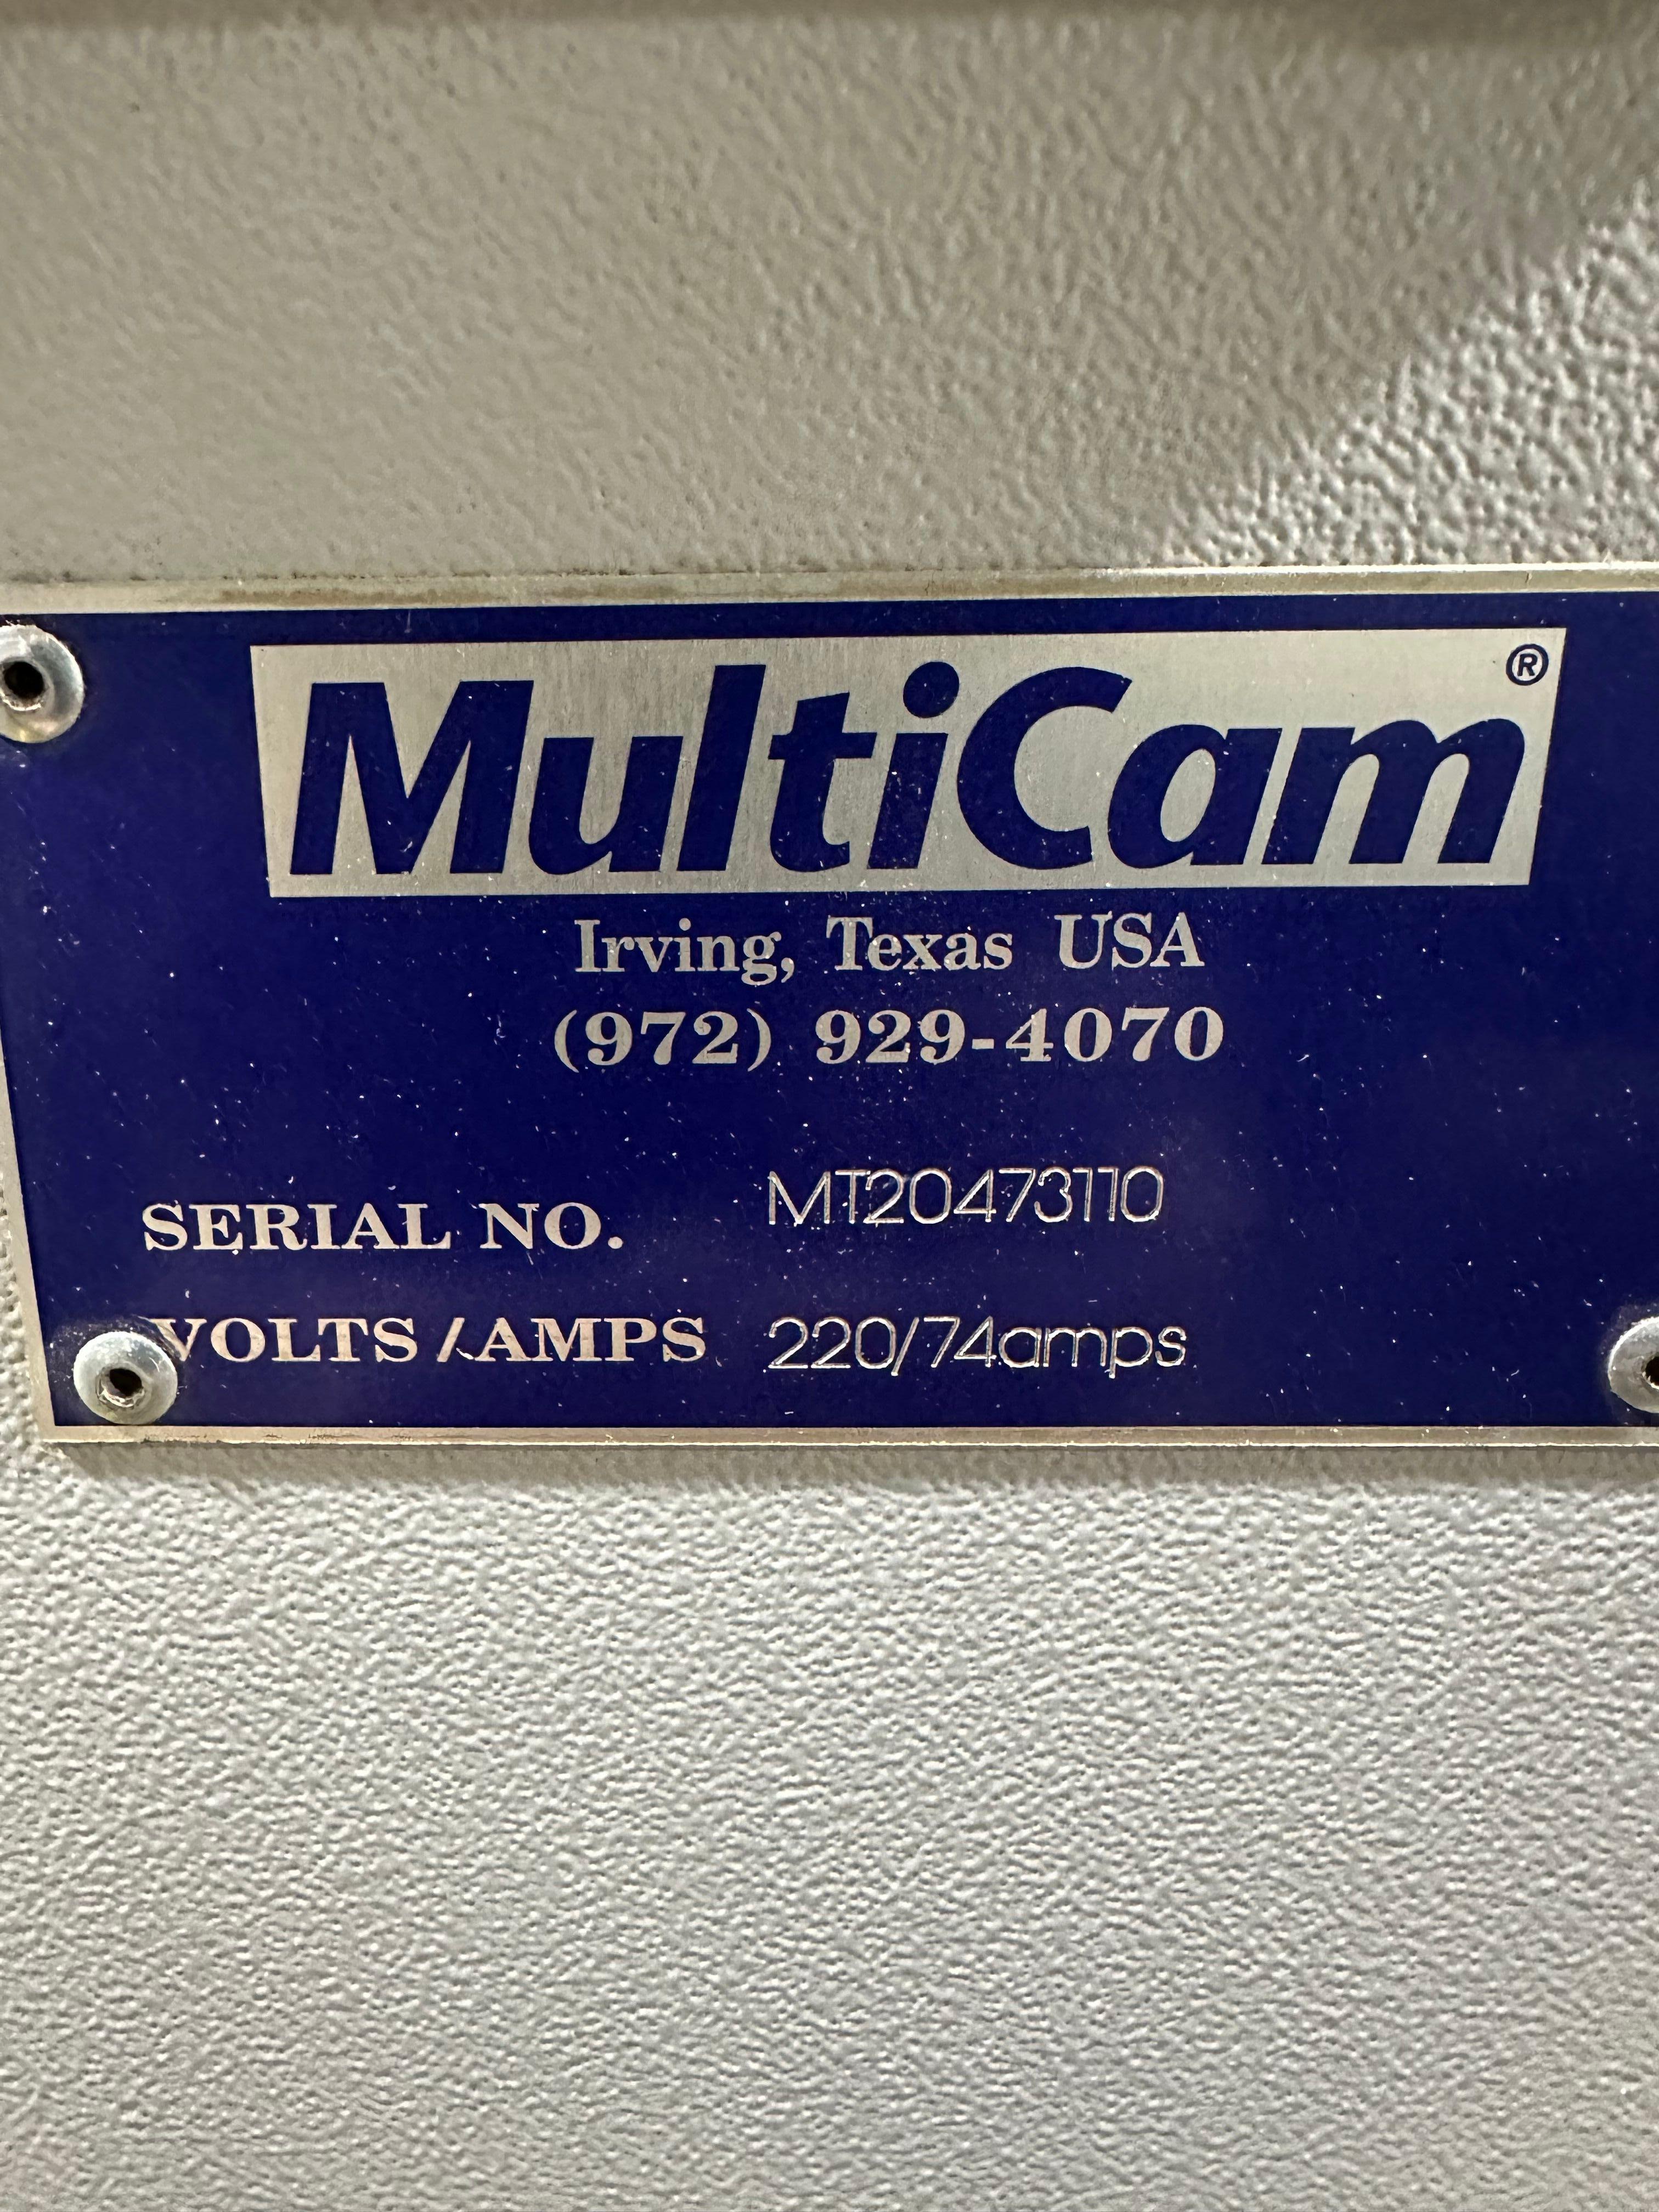 MultiCam®
Irving, Texas USA
(972) 929-4070
SERIAL NO. MT20473110
VOLTS/AMPS 220/74amps